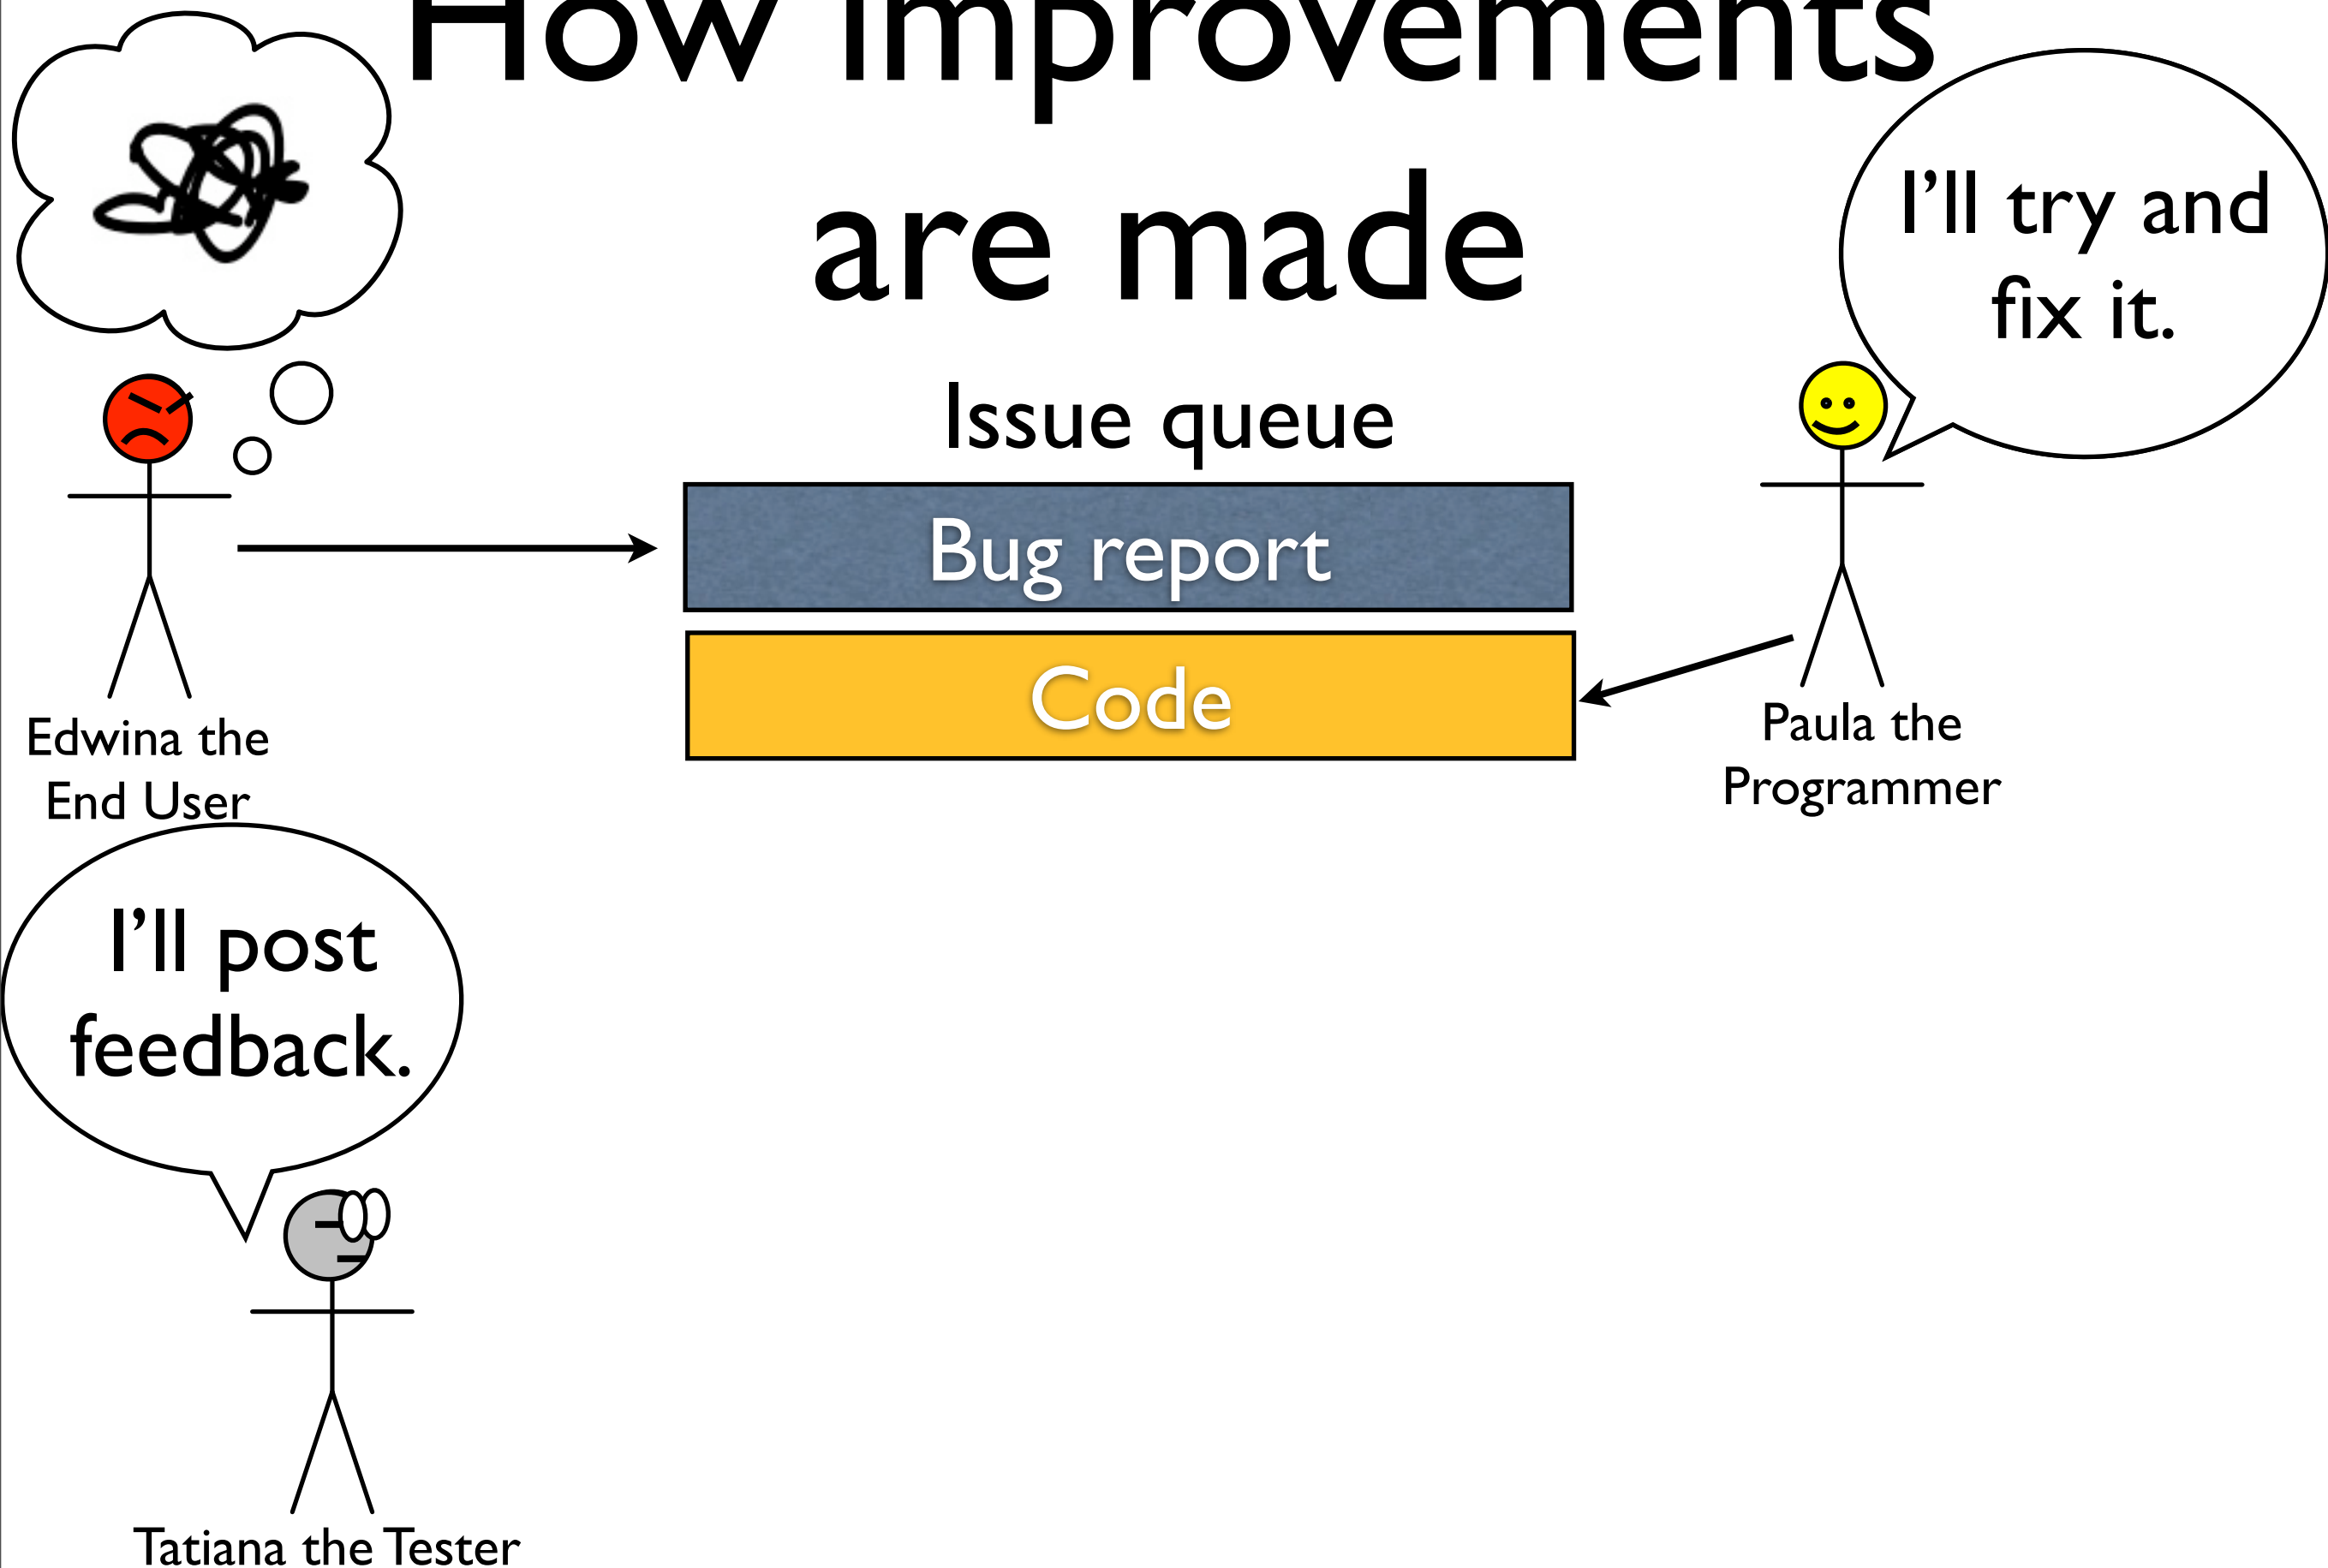 How improvements
are made
I'll try and
fix it.
Issue queue
Bug report
Code
Edwina the
End User
Paula the
Programmer
I'll post
feedback.
Tatiana the Tester